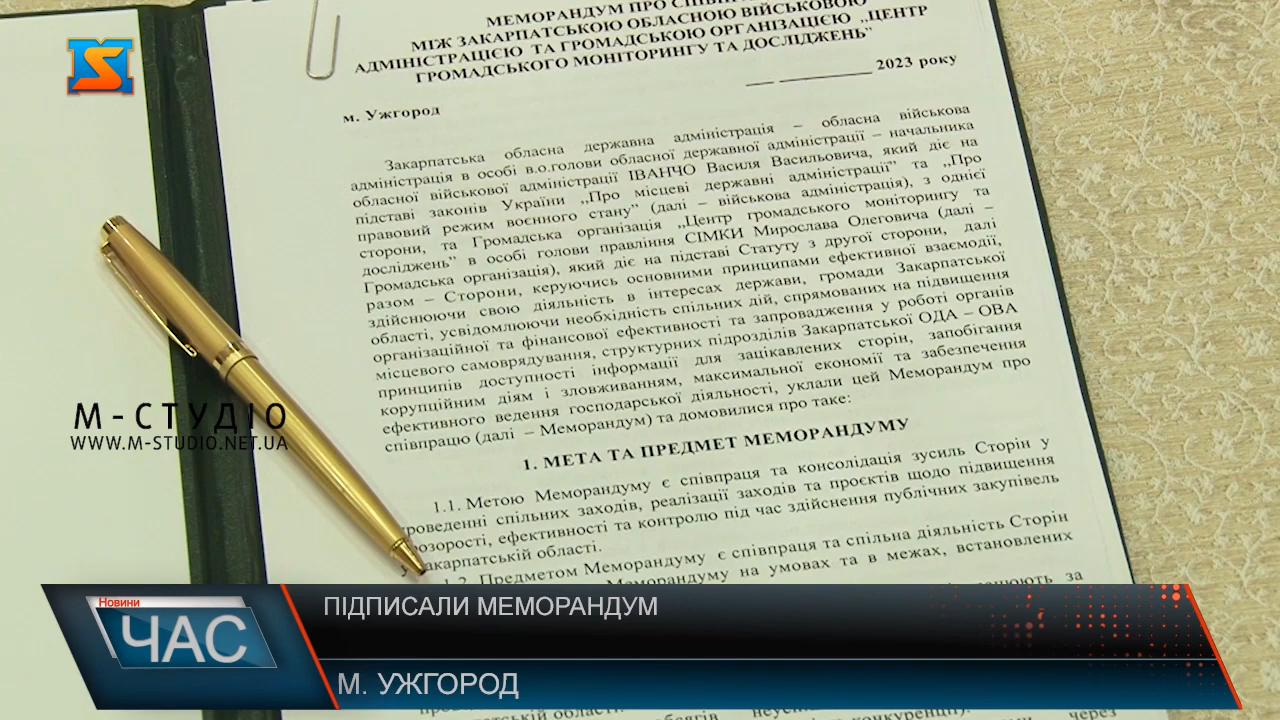 МЕМОРАНДУМ ПРО
МІЖ ЗАКАРПАТСЬКОЮ ОБЛАСНОЮ ВІЙСЬКОВОЮ
АДМІНІСТРАЦІЄЮ ТА ГРОМАДСЬКОЮ ОРГАНІЗАЦІЄЮ ,,ЦЕНТР
ГРОМАДСЬКОГО МОНІТОРИНГУ ТА ДОСЛІДЖЕНЬ”
___ __________ 2023 року
м. Ужгород
Закарпатська обласна державна адміністрація – обласна військова
адміністрація в особі в.о.голови обласної державної адміністрації – начальника
обласної військової адміністрації ІВАНЧО Василя Васильовича, який діє на
підставі законів України ,,Про місцеві державні адміністрації” та ,,Про
правовий режим воєнного стану” (далі – військова адміністрація), з однієї
сторони, та Громадська організація ,,Центр громадського моніторингу та
досліджень” в особі голови правління СІМКИ Мирослава Олеговича (далі –
Громадська організація), який діє на підставі Статуту з другої сторони, далі
разом – Сторони, керуючись основними принципами ефективної взаємодії,
здійснюючи свою діяльність в інтересах держави, громади Закарпатської
області, усвідомлюючи необхідність спільних дій, спрямованих на підвищення
організаційної та фінансової ефективності та запровадження у роботі органів
місцевого самоврядування, структурних підрозділів Закарпатської ОДА – ОВА
принципів доступності інформації для зацікавлених сторін, запобігання
корупційним діям і зловживанням, максимальної економії та забезпечення
ефективного ведення господарської діяльності, уклали цей Меморандум про
співпрацю (далі – Меморандум) та домовилися про таке:
1. МЕТА ТА ПРЕДМЕТ МЕМОРАНДУМУ
1.1. Метою Меморандуму є співпраця та консолідація зусиль Сторін у
проведенні спільних заходів, реалізації заходів та проєктів щодо підвищення
розорості, ефективності та контролю під час здійснення публічних закупівель
у Закарпатській області.
1.2. Предметом Меморандуму є співпраця та спільна діяльність Сторін
Меморандуму на умовах та в межах, встановлених
за
М-СТУДІО
WWW.M-STUDIO.NET.UA
Новини
ЧАС
ПІДПИСАЛИ МЕМОРАНДУМ
М. УЖГОРОД
через